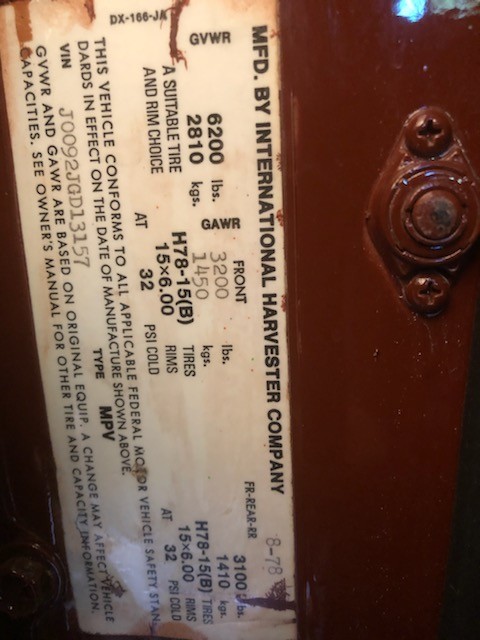 DX-166-JA
MFD. BY INTERNATIONAL HARVESTER COMPANY 8-78
GVWR GAWR FRONT FR-REAR-RR
6200 lbs. 3200 lbs. 3100 lbs.
2810 kgs. 1450 kgs. 1410 kgs.
A SUITABLE TIRE H78-15(B) TIRES H78-15(B) TIRES
AND RIM CHOICE 15×6.00 RIMS 15×6.00 RIMS
AT 32 PSI COLD AT 32 PSI COLD
THIS VEHICLE CONFORMS TO ALL APPLICABLE FEDERAL MOTOR VEHICLE SAFETY STAN
DARDS IN EFFECT ON THE DATE OF MANUFACTURE SHOWN ABOVE.
VIN J0092JGD13157 TYPE MPV
GVWR AND GAWR ARE BASED ON ORIGINAL EQUIP. A CHANGE MAY AFFECT VEHICLE
CAPACITIES. SEE OWNER'S MANUAL FOR OTHER TIRE AND CAPACITY INFORMATION.